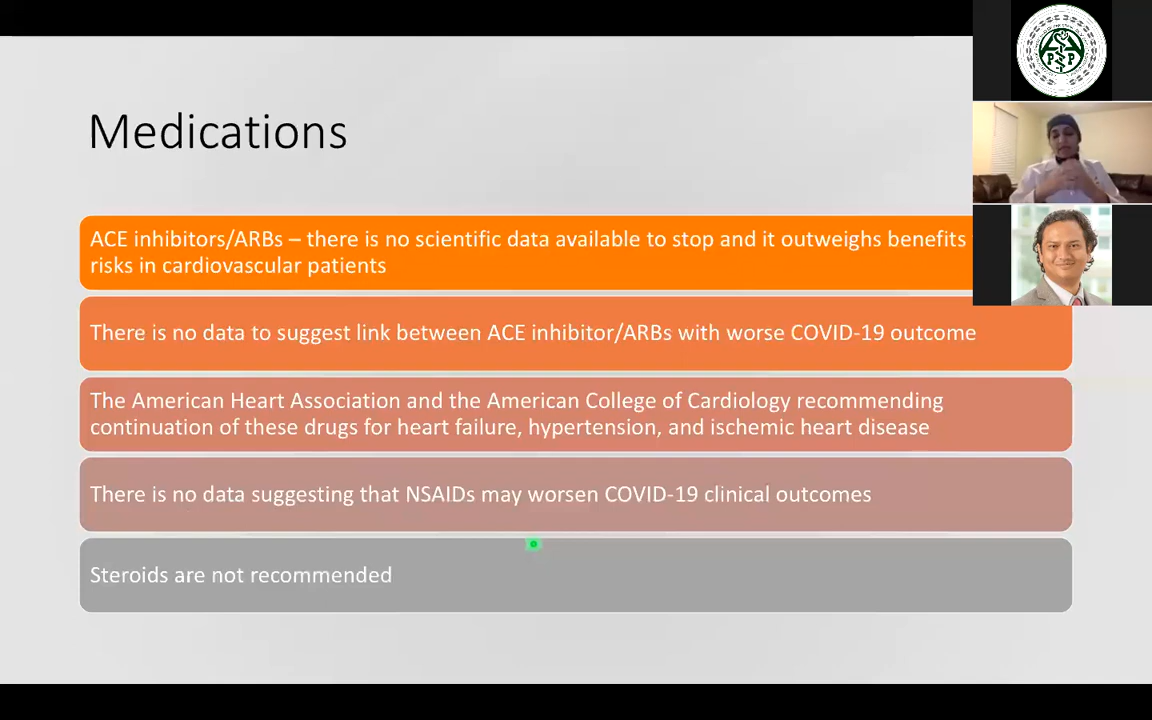 Medications
ACE inhibitors/ARBs – there is no scientific data available to stop and it outweighs benefits
risks in cardiovascular patients
There is no data to suggest link between ACE inhibitor/ARBs with worse COVID-19 outcome
The American Heart Association and the American College of Cardiology recommending
continuation of these drugs for heart failure, hypertension, and ischemic heart disease
There is no data suggesting that NSAIDs may worsen COVID-19 clinical outcomes
Steroids are not recommended
P P